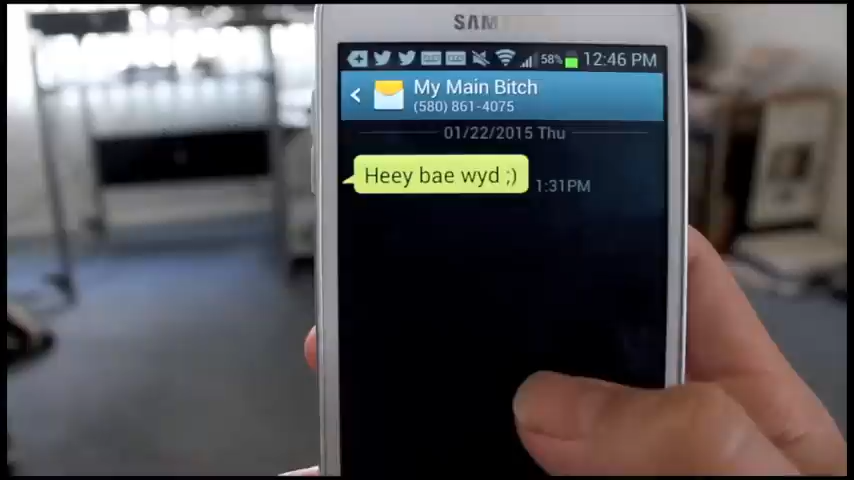 SAMSUNG
58% 12:46 PM
My Main Bitch
(580) 861-4075
01/22/2015 Thu
Heey bae wyd ;)
1:31PM